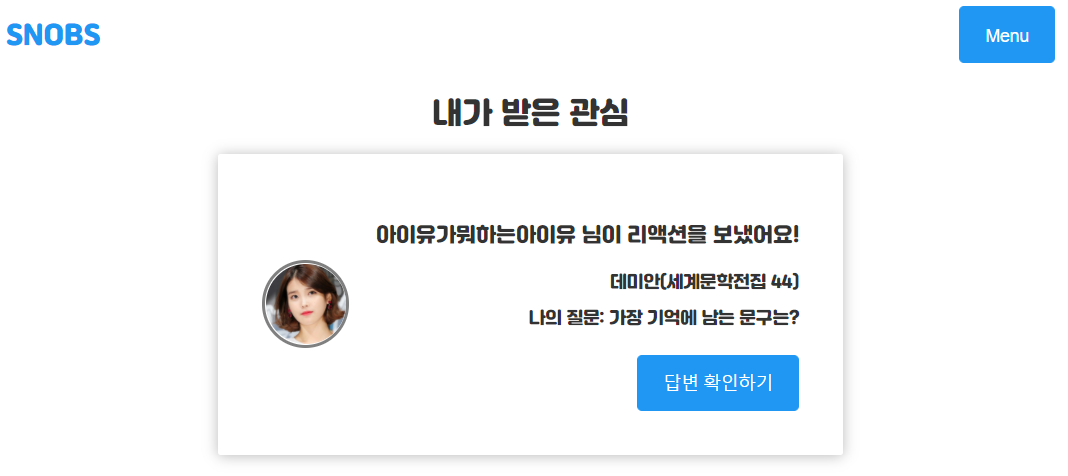 SNOBS
Menu
내가 받은 관심
아이유가뭐하는아이유 님이 리액션을 보냈어요!
데미안(세계문학전집 44)
나의 질문: 가장 기억에 남는 문구는?
답변 확인하기